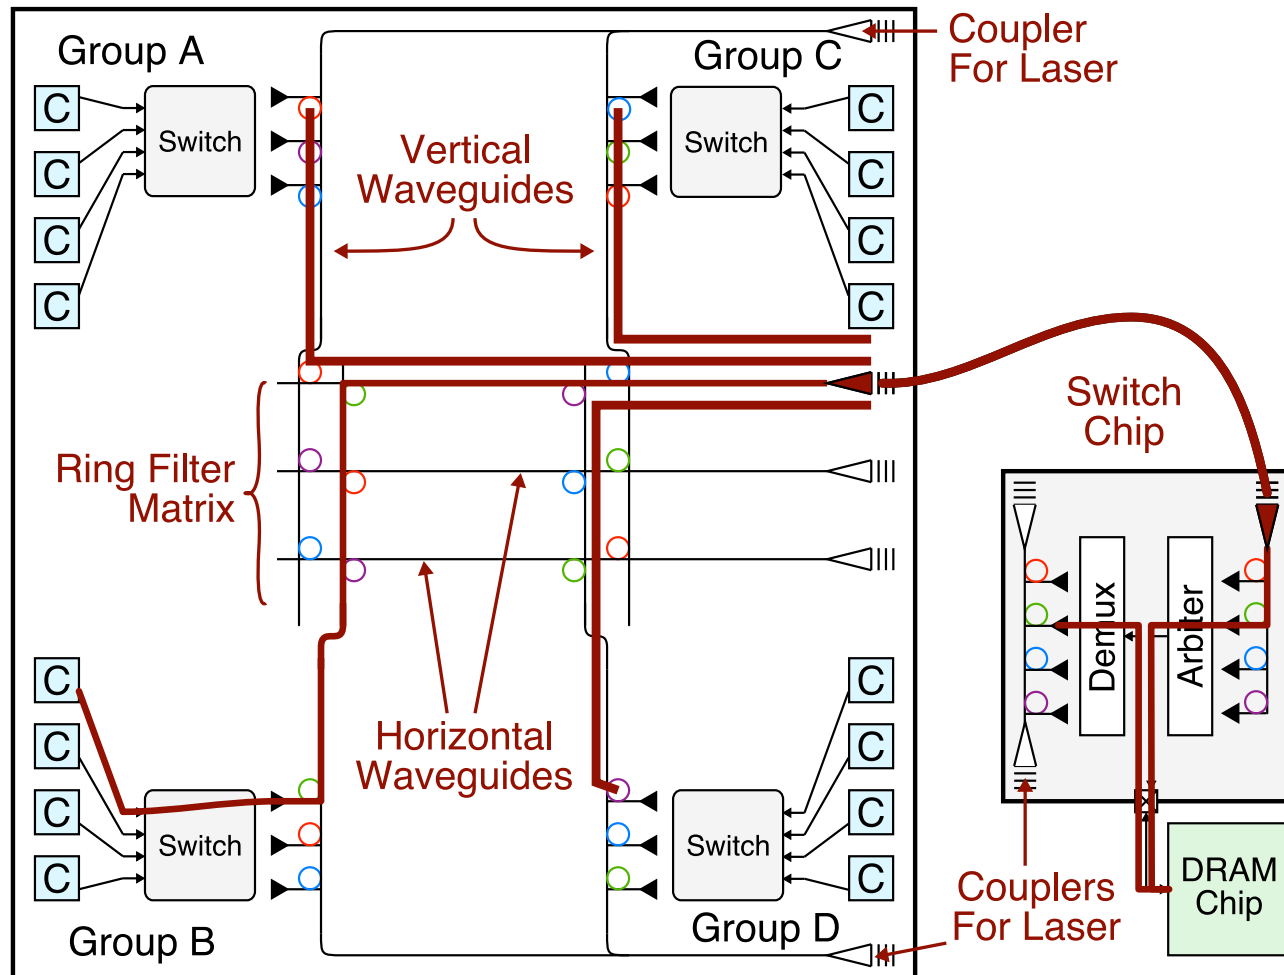 Group A
C
C
C
C
Switch
Group C
Switch
C
C
C
C
Coupler
For Laser
Vertical
Waveguides
Ring Filter
Matrix
Horizontal
Waveguides
C
C
C
C
Switch
Group B
Switch
C
C
C
C
Group D
Switch
Chip
Demux
Arbiter
DRAM
Chip
Couplers
For Laser